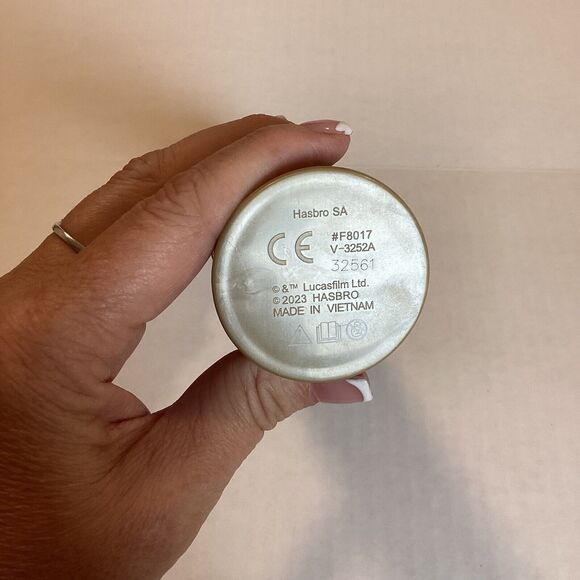 Hasbro SA
CE
#F8017
V-3252A
32561
© &™ Lucasfilm Ltd.
© 2023 HASBRO
MADE IN VIETNAM